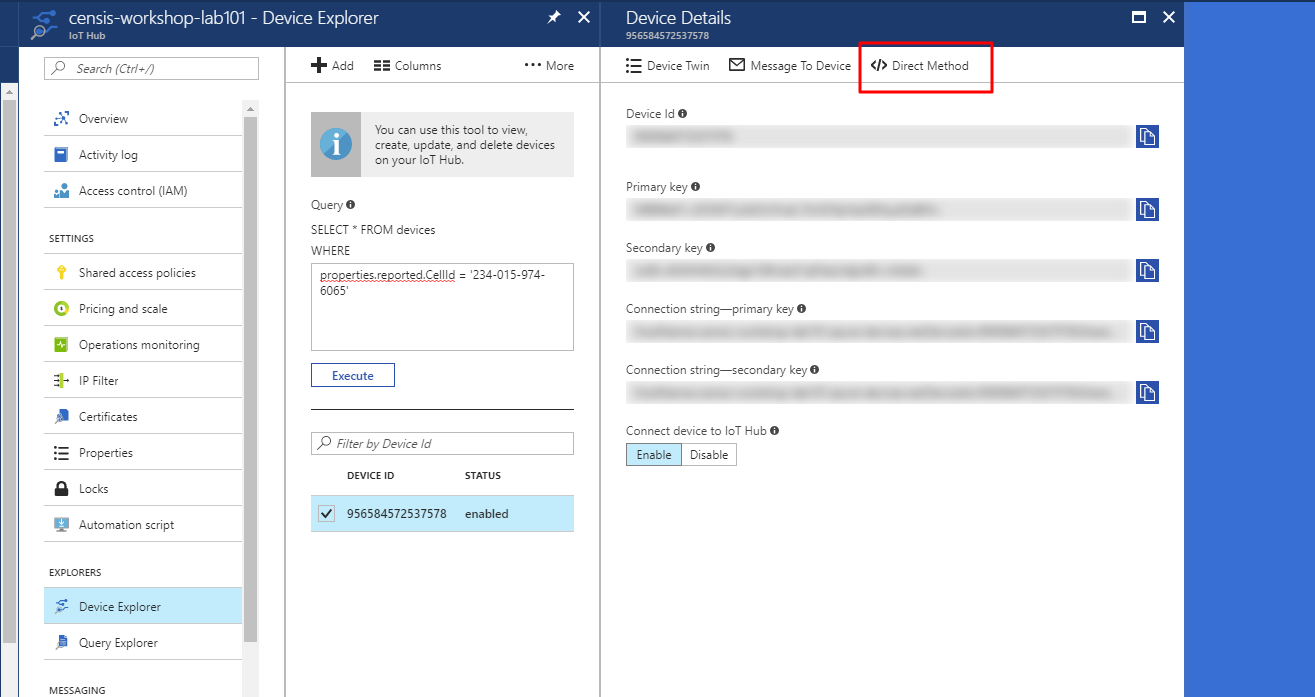 censis-workshop-lab101 - Device Explorer
IoT Hub
Search (Ctrl+/)
Overview
Activity log
Access control (IAM)
SETTINGS
Shared access policies
Pricing and scale
Operations monitoring
IP Filter
Certificates
Properties
Locks
Automation script
EXPLORERS
Device Explorer
Query Explorer
MESSAGING
Add
Columns
More
You can use this tool to view,
create, update, and delete devices
on your IoT Hub.
Query
SELECT * FROM devices
WHERE
properties.reported.CellId = '234-015-974-
6065'
Execute
Filter by Device Id
DEVICE ID STATUS
956584572537578 enabled
Device Details
956584572537578
Device Twin
Message To Device
Direct Method
Device Id
Primary key
Secondary key
Connection string—primary key
Connection string—secondary key
Connect device to IoT Hub
Enable Disable